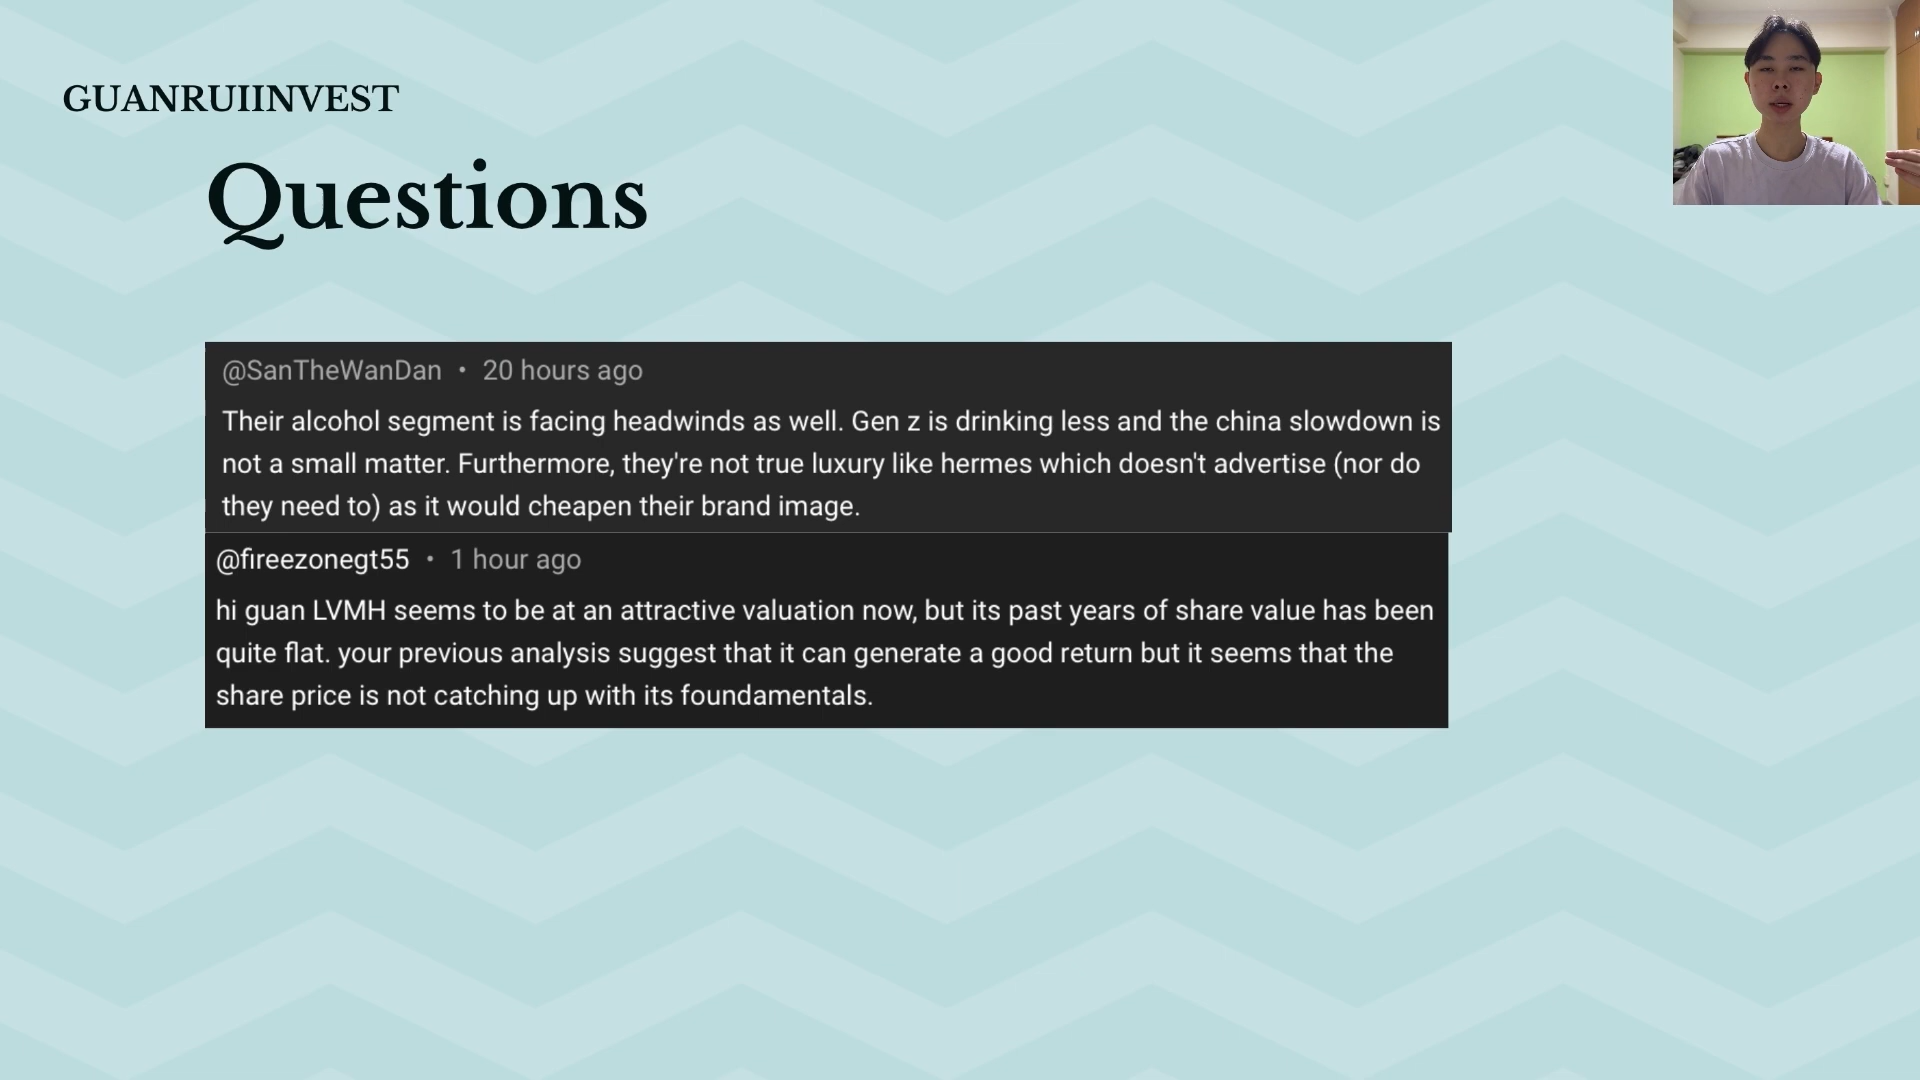 GUANRUIINVEST
Questions
@SanTheWanDan • 20 hours ago
Their alcohol segment is facing headwinds as well. Gen z is drinking less and the china slowdown is
not a small matter. Furthermore, they're not true luxury like hermes which doesn't advertise (nor do
they need to) as it would cheapen their brand image.
@fireezonegt55 • 1 hour ago
hi guan LVMH seems to be at an attractive valuation now, but its past years of share value has been
quite flat. your previous analysis suggest that it can generate a good return but it seems that the
share price is not catching up with its foundamentals.